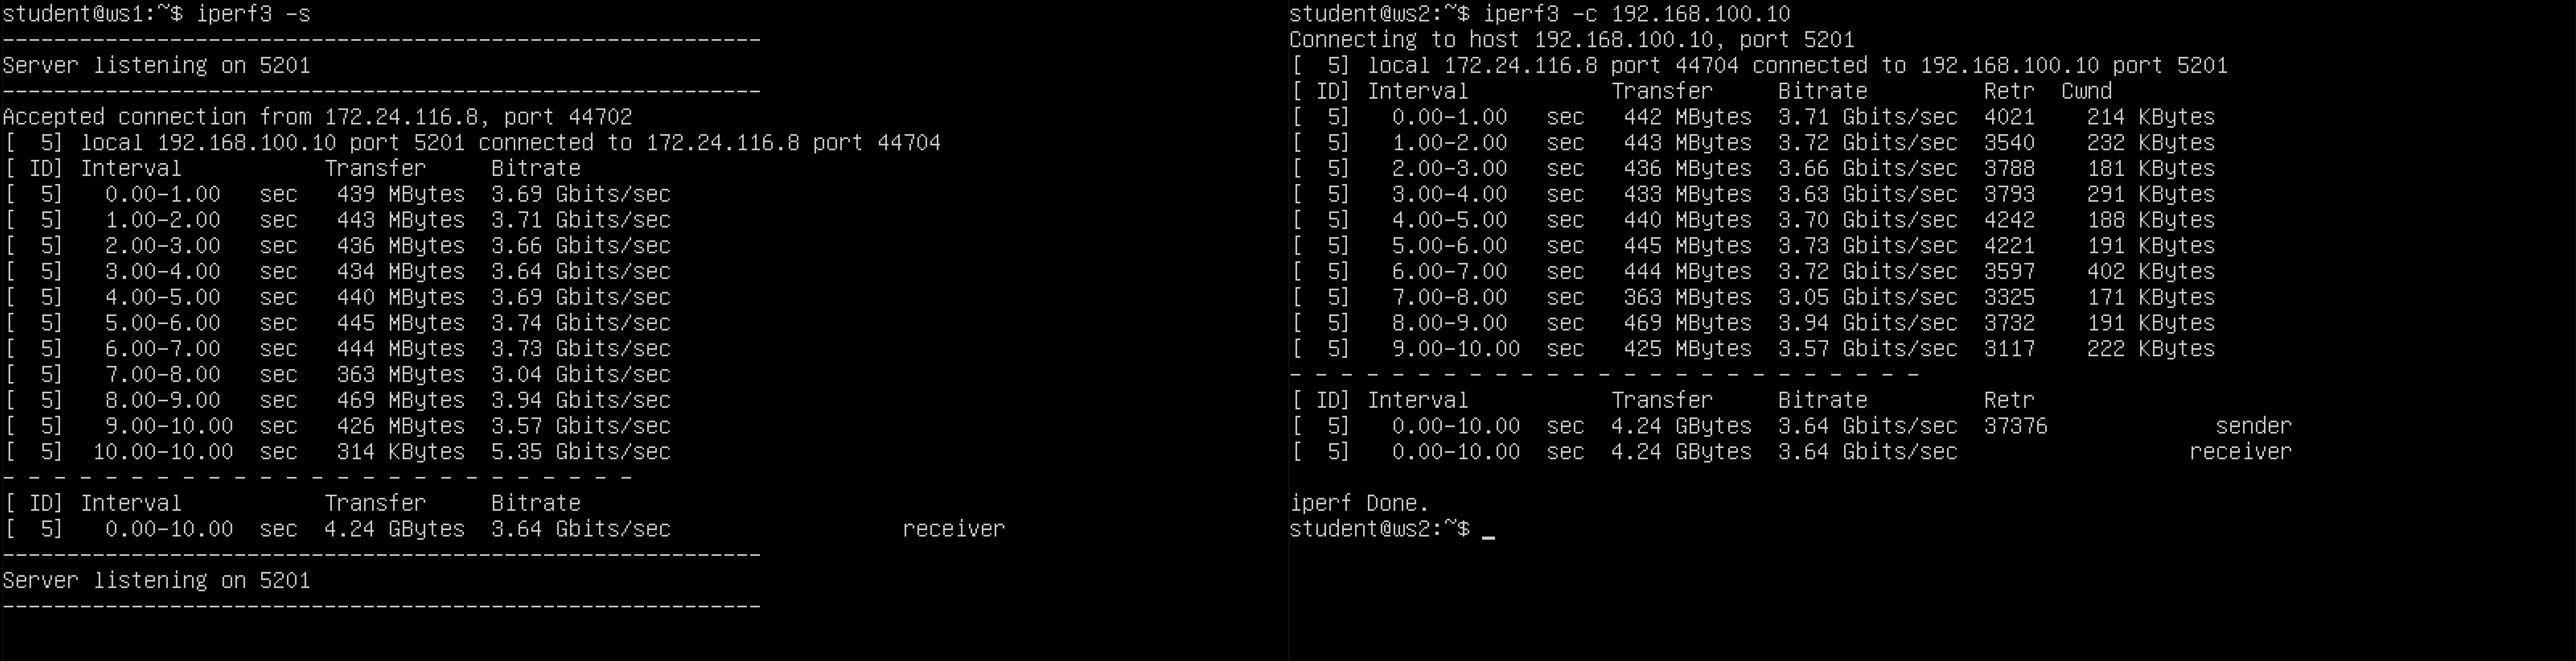 student@ws1:~$ iperf3 -s
-----------------------------------------------------------
Server listening on 5201
-----------------------------------------------------------
Accepted connection from 172.24.116.8, port 44702
[  5] local 192.168.100.10 port 5201 connected to 172.24.116.8 port 44704
[ ID] Interval           Transfer     Bitrate
[  5]   0.00-1.00   sec   439 MBytes  3.69 Gbits/sec
[  5]   1.00-2.00   sec   443 MBytes  3.71 Gbits/sec
[  5]   2.00-3.00   sec   436 MBytes  3.66 Gbits/sec
[  5]   3.00-4.00   sec   434 MBytes  3.64 Gbits/sec
[  5]   4.00-5.00   sec   440 MBytes  3.69 Gbits/sec
[  5]   5.00-6.00   sec   445 MBytes  3.74 Gbits/sec
[  5]   6.00-7.00   sec   444 MBytes  3.73 Gbits/sec
[  5]   7.00-8.00   sec   363 MBytes  3.04 Gbits/sec
[  5]   8.00-9.00   sec   469 MBytes  3.94 Gbits/sec
[  5]   9.00-10.00  sec   426 MBytes  3.57 Gbits/sec
[  5]  10.00-10.00  sec   314 KBytes  5.35 Gbits/sec
- - - - - - - - - - - - - - - - - - - - - - - - -
[ ID] Interval           Transfer     Bitrate
[  5]   0.00-10.00  sec  4.24 GBytes  3.64 Gbits/sec                  receiver
-----------------------------------------------------------
Server listening on 5201
-----------------------------------------------------------
student@ws2:~$ iperf3 -c 192.168.100.10
Connecting to host 192.168.100.10, port 5201
[  5] local 172.24.116.8 port 44704 connected to 192.168.100.10 port 5201
[ ID] Interval           Transfer     Bitrate         Retr  Cwnd
[  5]   0.00-1.00   sec   442 MBytes  3.71 Gbits/sec  4021    214 KBytes
[  5]   1.00-2.00   sec   443 MBytes  3.72 Gbits/sec  3540    232 KBytes
[  5]   2.00-3.00   sec   436 MBytes  3.66 Gbits/sec  3788    181 KBytes
[  5]   3.00-4.00   sec   433 MBytes  3.63 Gbits/sec  3793    291 KBytes
[  5]   4.00-5.00   sec   440 MBytes  3.70 Gbits/sec  4242    188 KBytes
[  5]   5.00-6.00   sec   445 MBytes  3.73 Gbits/sec  4221    191 KBytes
[  5]   6.00-7.00   sec   444 MBytes  3.72 Gbits/sec  3597    402 KBytes
[  5]   7.00-8.00   sec   363 MBytes  3.05 Gbits/sec  3325    171 KBytes
[  5]   8.00-9.00   sec   469 MBytes  3.94 Gbits/sec  3732    191 KBytes
[  5]   9.00-10.00  sec   425 MBytes  3.57 Gbits/sec  3117    222 KBytes
- - - - - - - - - - - - - - - - - - - - - - - - -
[ ID] Interval           Transfer     Bitrate         Retr
[  5]   0.00-10.00  sec  4.24 GBytes  3.64 Gbits/sec  37376             sender
[  5]   0.00-10.00  sec  4.24 GBytes  3.64 Gbits/sec                  receiver
iperf Done.
student@ws2:~$ _